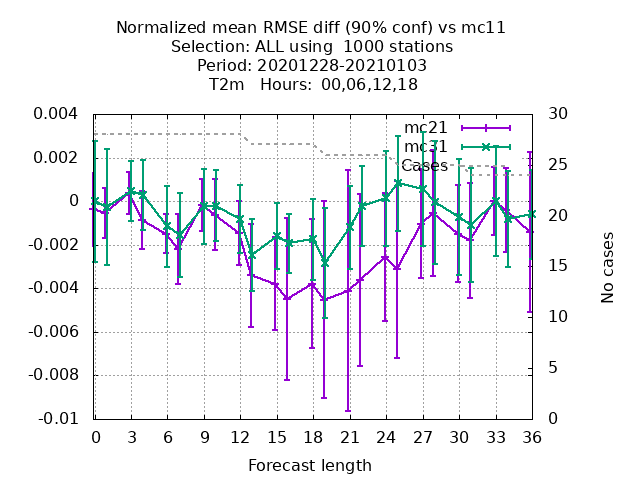 Normalized mean RMSE diff (90% conf) vs mc11
Selection: ALL using  1000 stations
Period: 20201228-20210103
T2m   Hours:  00,06,12,18
mc21
mc31
Cases
0.004
0.002
0
-0.002
-0.004
-0.006
-0.008
-0.01
30
25
20
15
10
5
0
No cases
0 3 6 9 12 15 18 21 24 27 30 33 36
Forecast length